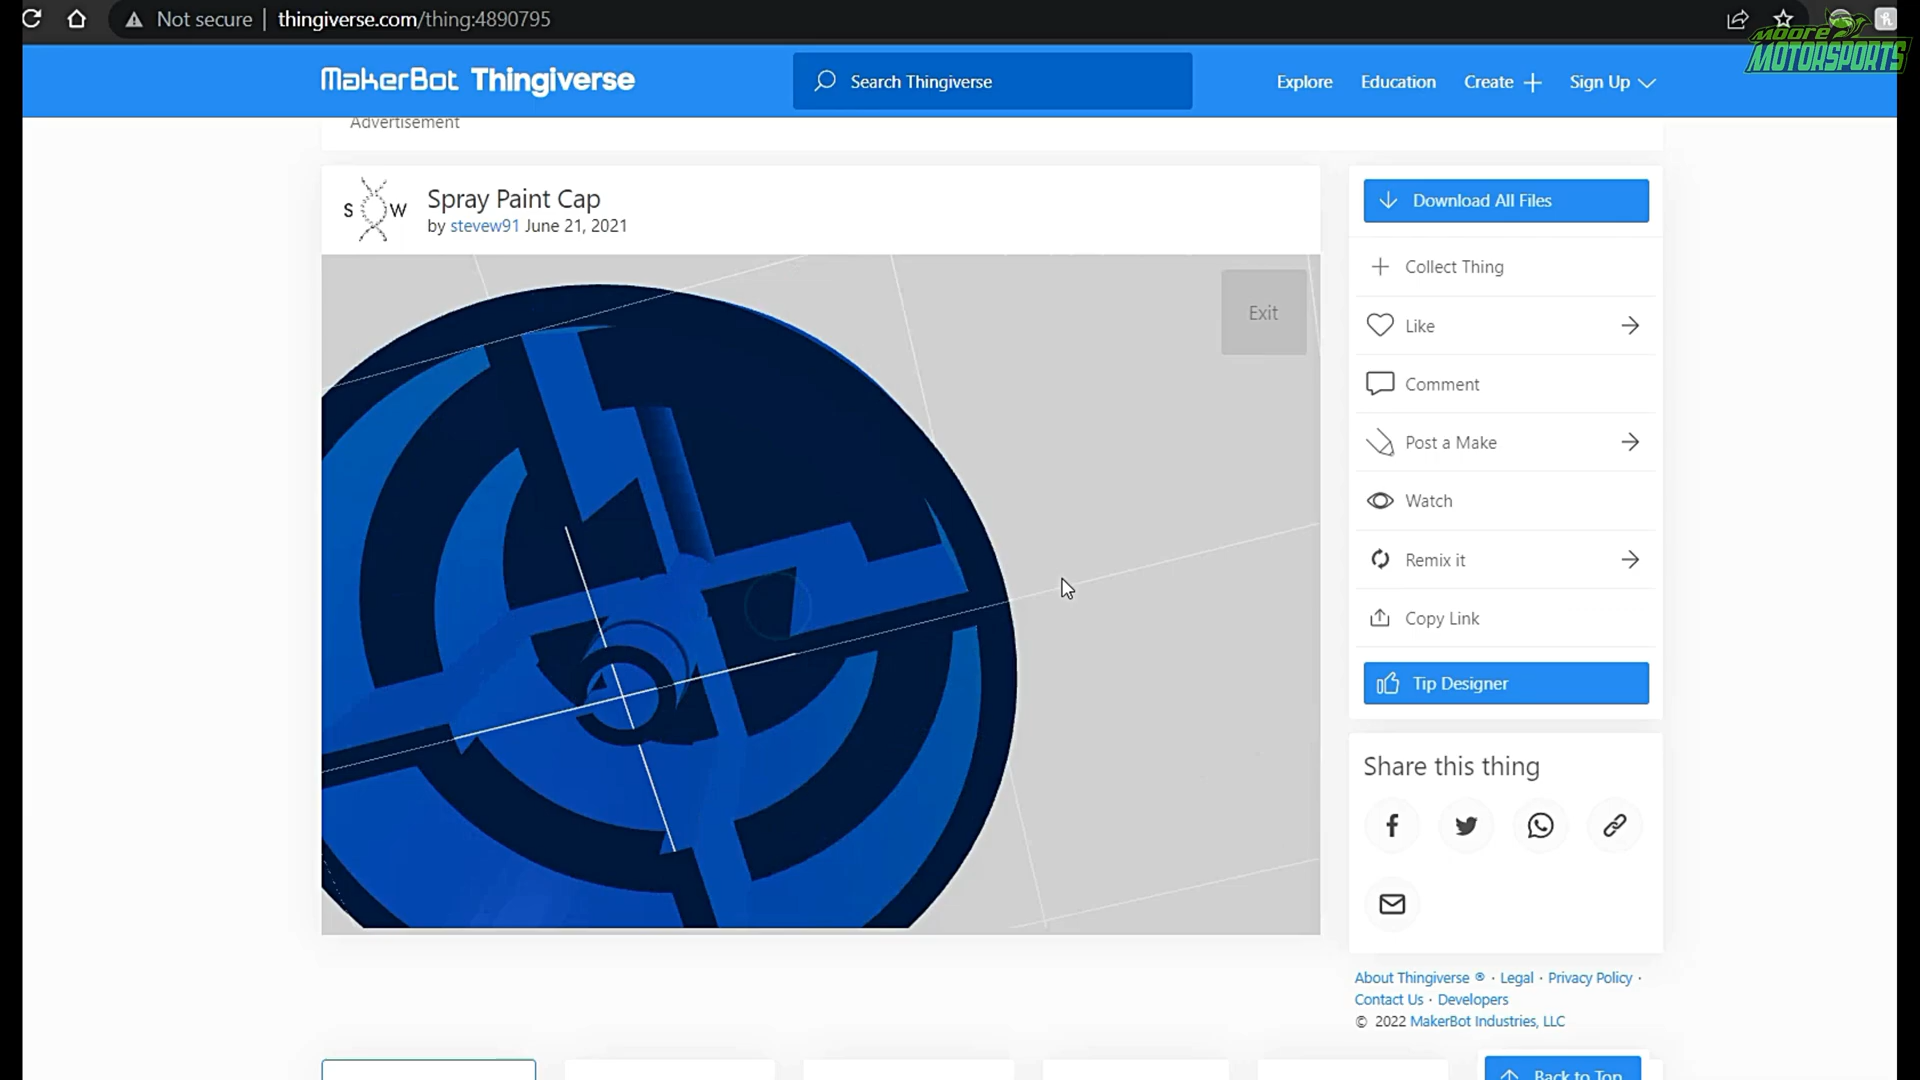 Not secure | thingiverse.com/thing:4890795
Moore
MOTORSPORTS
MakerBot Thingiverse
Search Thingiverse
Explore
Education
Create
Sign Up
Advertisement
S W
Spray Paint Cap
by stevew91 June 21, 2021
Exit
Download All Files
Collect Thing
Like
Comment
Post a Make
Watch
Remix it
Copy Link
Tip Designer
Share this thing
About Thingiverse ® · Legal · Privacy Policy ·
Contact Us · Developers
© 2022 MakerBot Industries, LLC
Back to Top